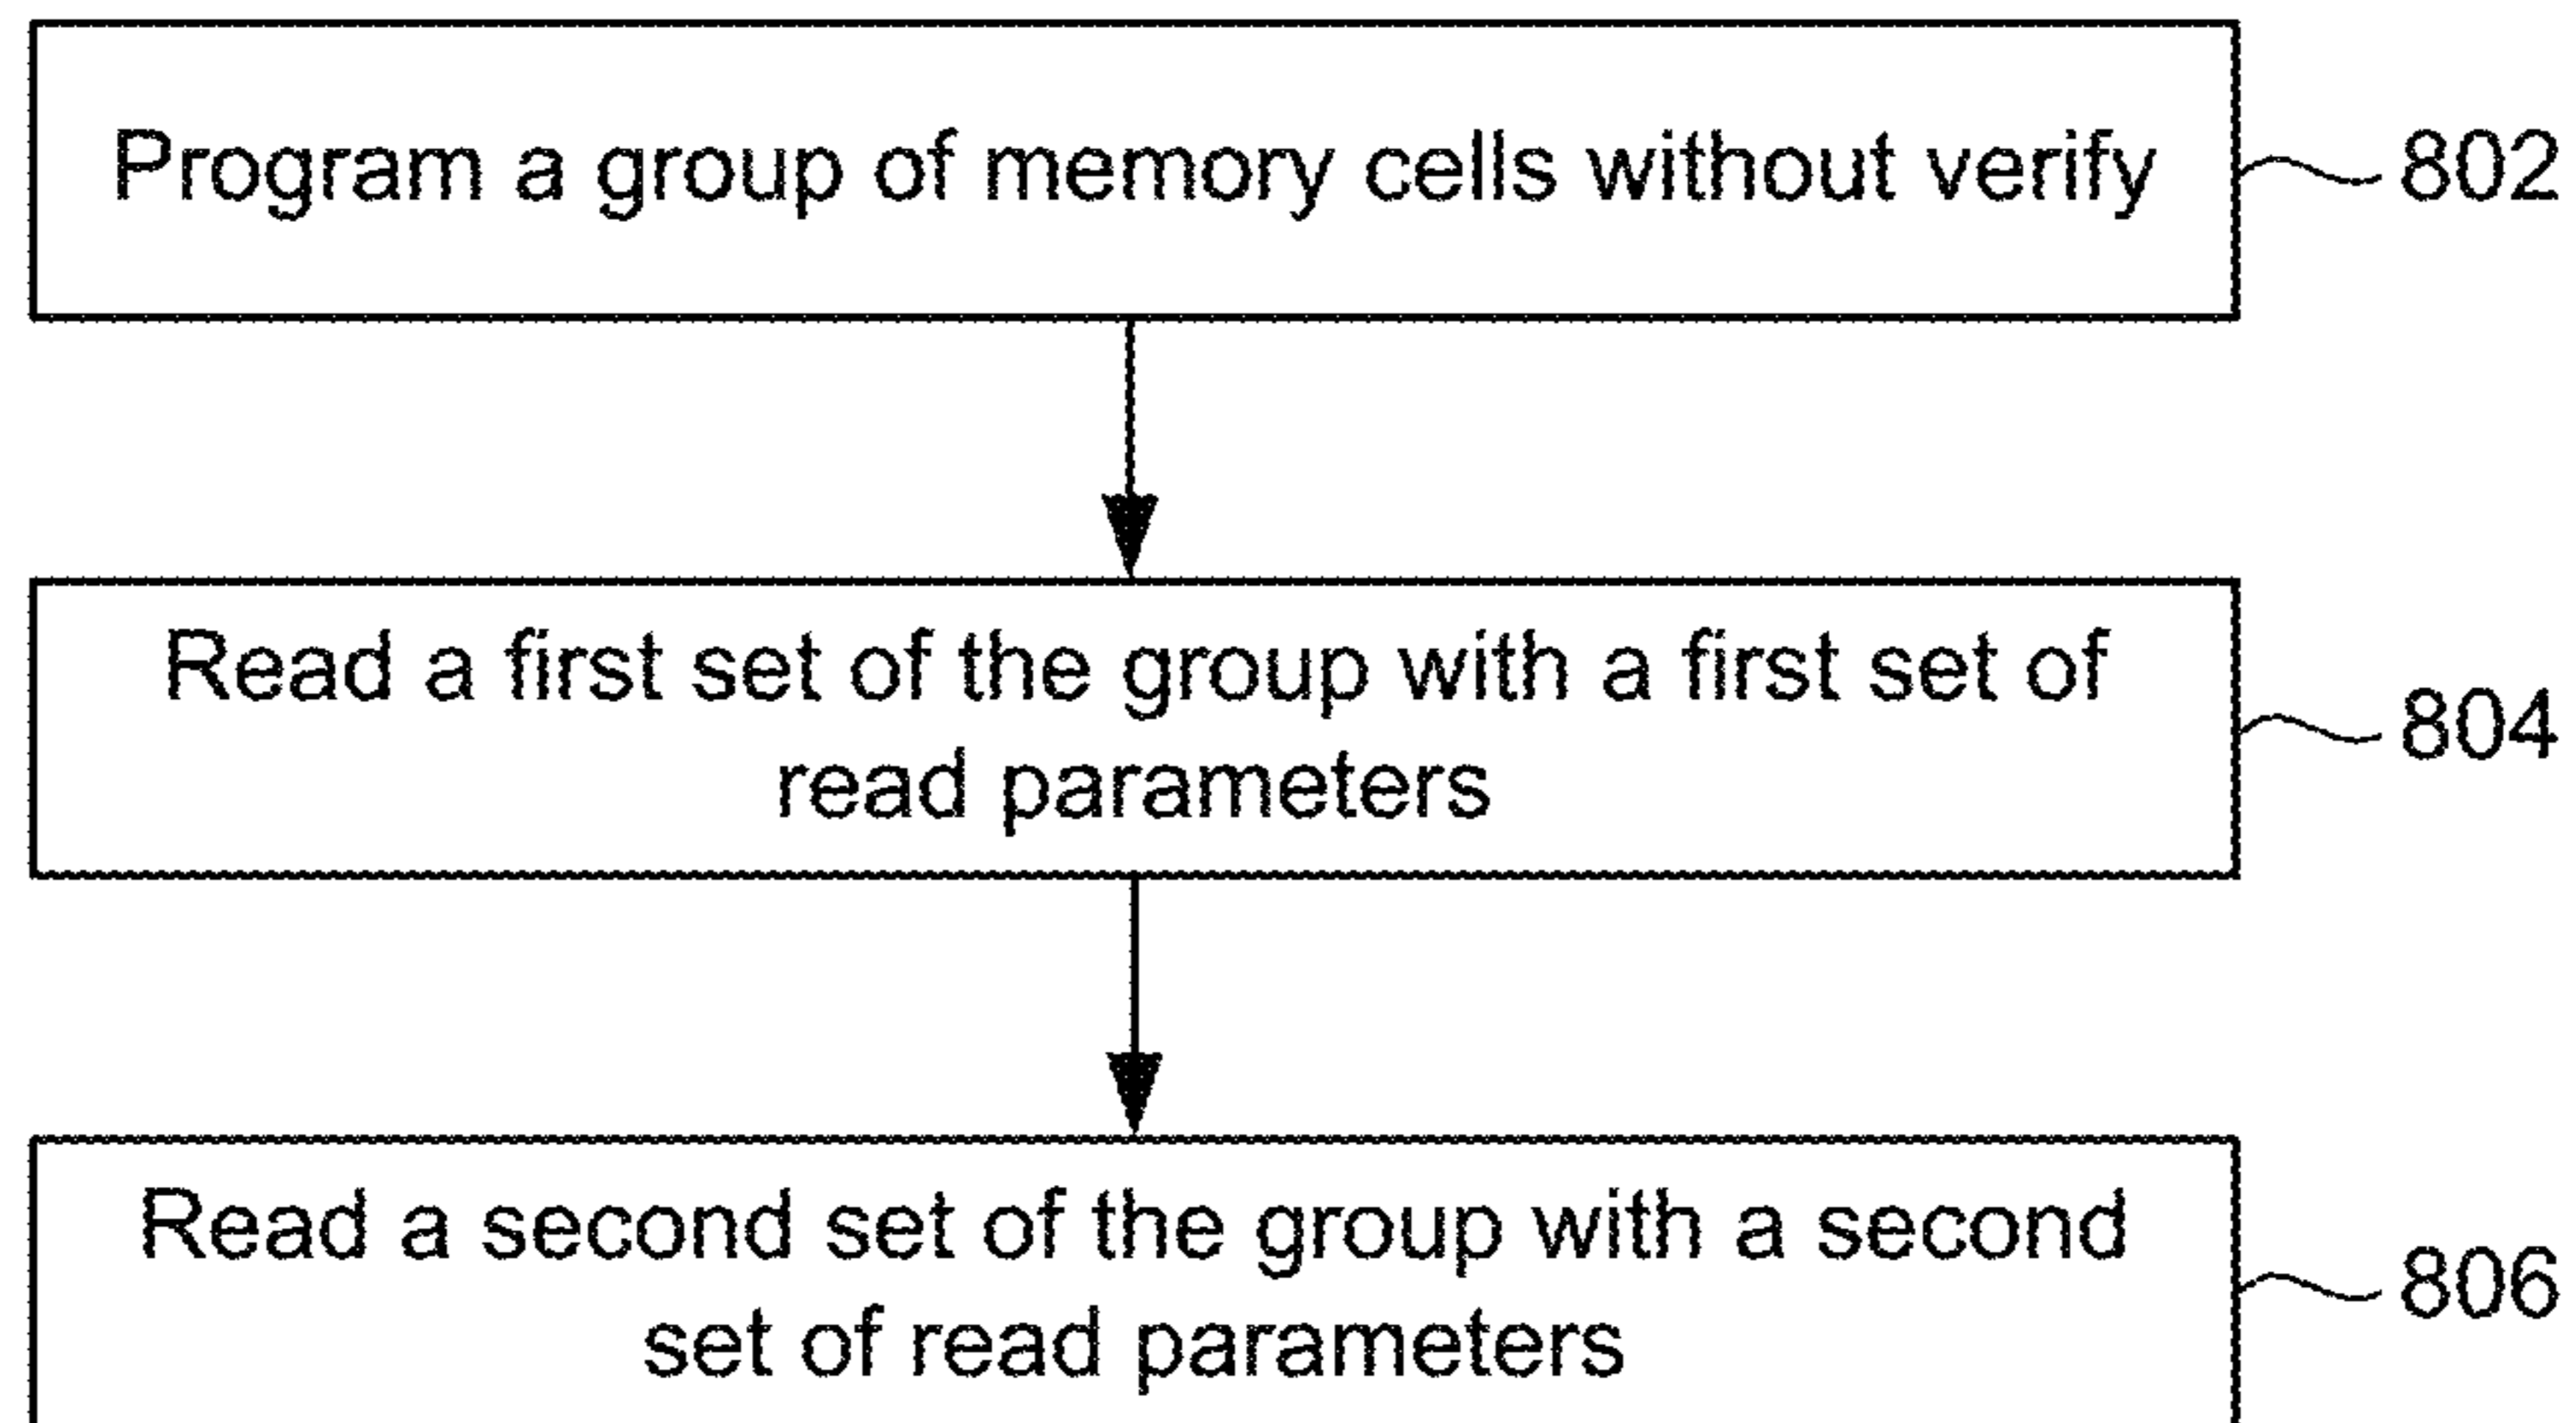 Program a group of memory cells without verify
802
Read a first set of the group with a first set of
read parameters
804
Read a second set of the group with a second
set of read parameters
806